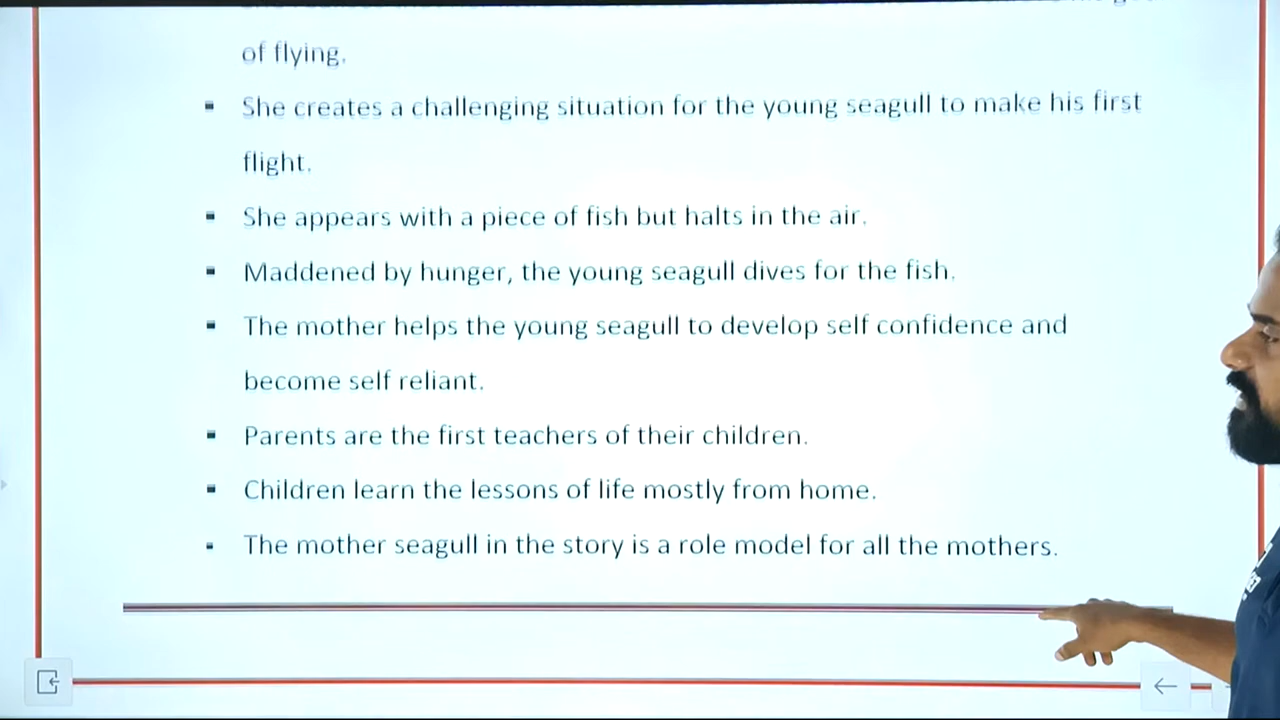 of flying.
▪ She creates a challenging situation for the young seagull to make his first
flight.
▪ She appears with a piece of fish but halts in the air.
▪ Maddened by hunger, the young seagull dives for the fish.
▪ The mother helps the young seagull to develop self confidence and
become self reliant.
▪ Parents are the first teachers of their children.
▪ Children learn the lessons of life mostly from home.
▪ The mother seagull in the story is a role model for all the mothers.